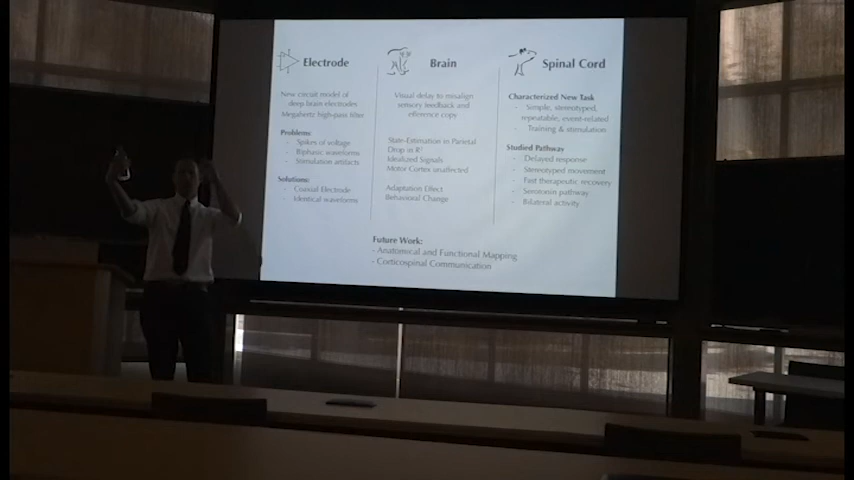 Electrode
New circuit model of
deep brain electrodes
Megahertz high-pass filter
Problems:
- Spikes of voltage
- Biphasic waveforms
- Stimulation artifacts
Solutions:
- Coaxial Electrode
- Identical waveforms
Brain
Visual delay to misalign
sensory feedback and
efference copy
State-Estimation in Parietal
Drop in R²
Idealized Signals
Motor Cortex unaffected
Adaptation Effect
Behavioral Change
Spinal Cord
Characterized New Task
- Simple, stereotyped,
repeatable, event-related
- Training & stimulation
Studied Pathway
- Delayed response
- Stereotyped movement
- Fast therapeutic recovery
- Serotonin pathway
- Bilateral activity
Future Work:
- Anatomical and Functional Mapping
- Corticospinal Communication